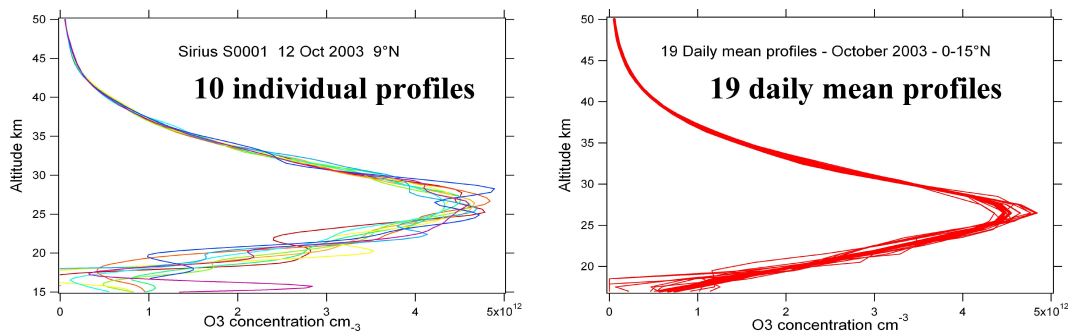 50
45
40
35
30
25
20
15
Altitude km
Sirius S0001 12 Oct 2003 9°N
10 individual profiles
0
1
2
3
4
5x10¹²
O3 concentration cm-3
50
40
30
20
Altitude km
19 Daily mean profiles - October 2003 - 0-15°N
19 daily mean profiles
0
1
2
3
4
5x10¹²
O3 concentration cm-3